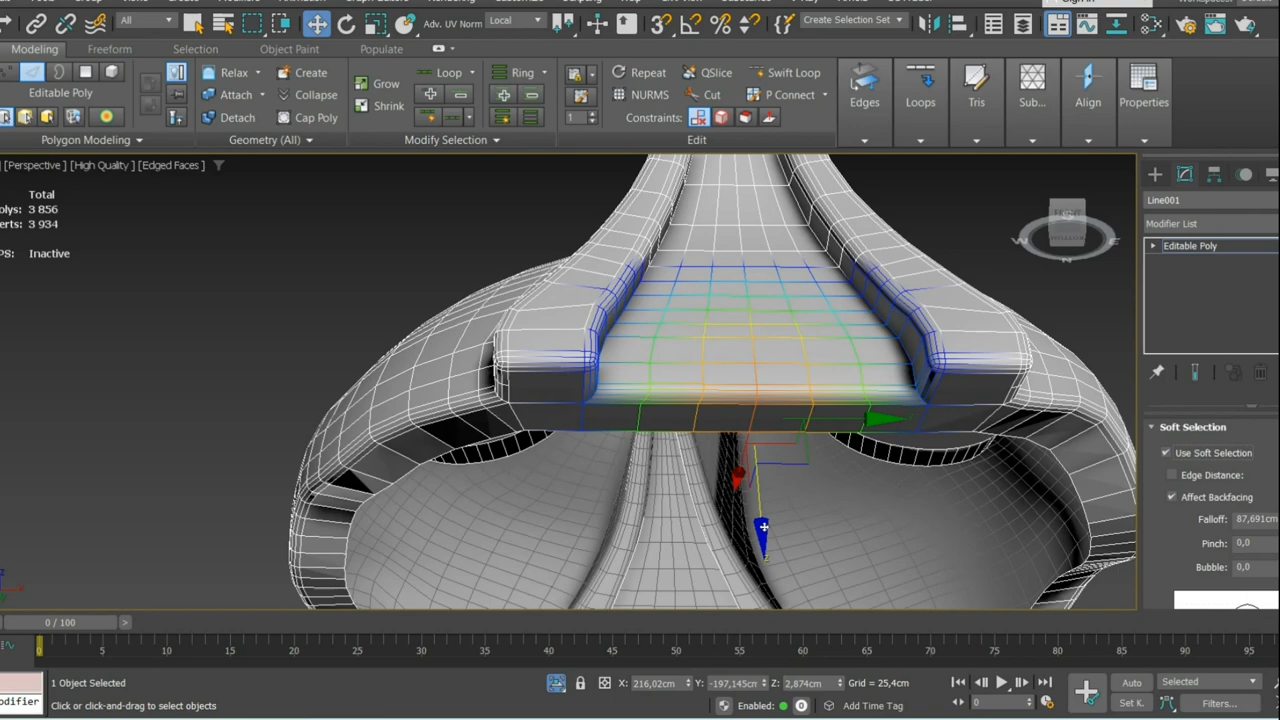 All
Adv. UV Norm
Local
Create Selection Set
Modeling
Freeform
Selection
Object Paint
Populate
Relax
Create
Grow
Loop
Ring
Repeat
QSlice
Swift Loop
Editable Poly
Attach
Collapse
Shrink
NURMS
Cut
P Connect
Edges
Loops
Tris
Sub...
Align
Properties
Detach
Cap Poly
1
Constraints:
Polygon Modeling
Geometry (All)
Modify Selection
Edit
[Perspective ] [High Quality ] [Edged Faces ]
Total
olys: 3 856
erts: 3 934
PS: Inactive
W
E
N
Line001
Modifier List
Editable Poly
Soft Selection
Use Soft Selection
Edge Distance:
Affect Backfacing
Falloff: 87,691cm
Pinch: 0,0
Bubble: 0,0
0 / 100
>
0 5 10 15 20 25 30 35 40 45 50 55 60 65 70 75 80 85 90 95
1 Object Selected
X: 216,02cm
Y: -197,145cm
Z: 2,874cm
Grid = 25,4cm
Auto
Selected
odifier
Click or click-and-drag to select objects
Enabled:
Add Time Tag
0
Set K.
Filters...